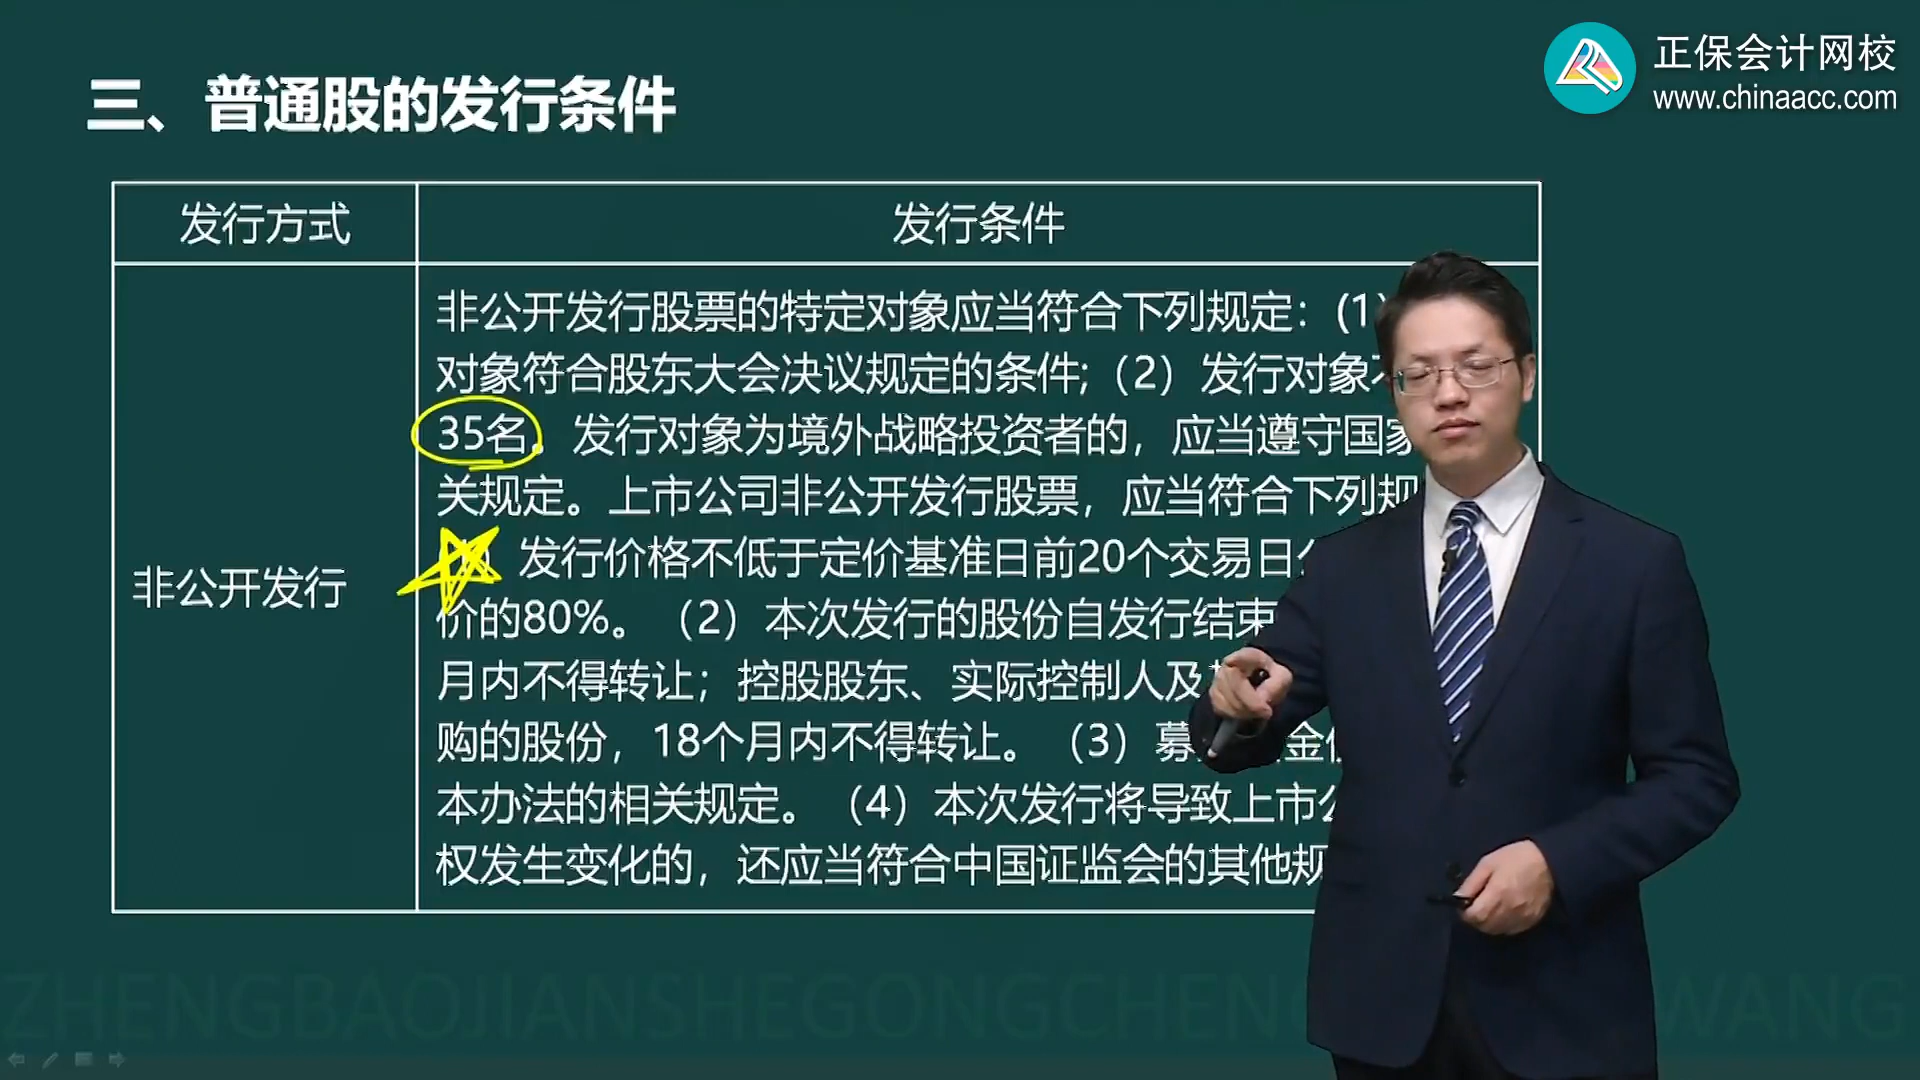 正保会计网校
www.chinaacc.com
三、普通股的发行条件
发行方式
发行条件
非公开发行
非公开发行股票的特定对象应当符合下列规定：(1)
对象符合股东大会决议规定的条件;（2）发行对象不
35名。发行对象为境外战略投资者的，应当遵守国家
关规定。上市公司非公开发行股票，应当符合下列规
发行价格不低于定价基准日前20个交易日公
价的80%。（2）本次发行的股份自发行结束
月内不得转让；控股股东、实际控制人及
购的股份，18个月内不得转让。（3）募 金
本办法的相关规定。（4）本次发行将导致上市公
权发生变化的，还应当符合中国证监会的其他规
ZHENGBAOJIANSHEGONGCHENG WANG